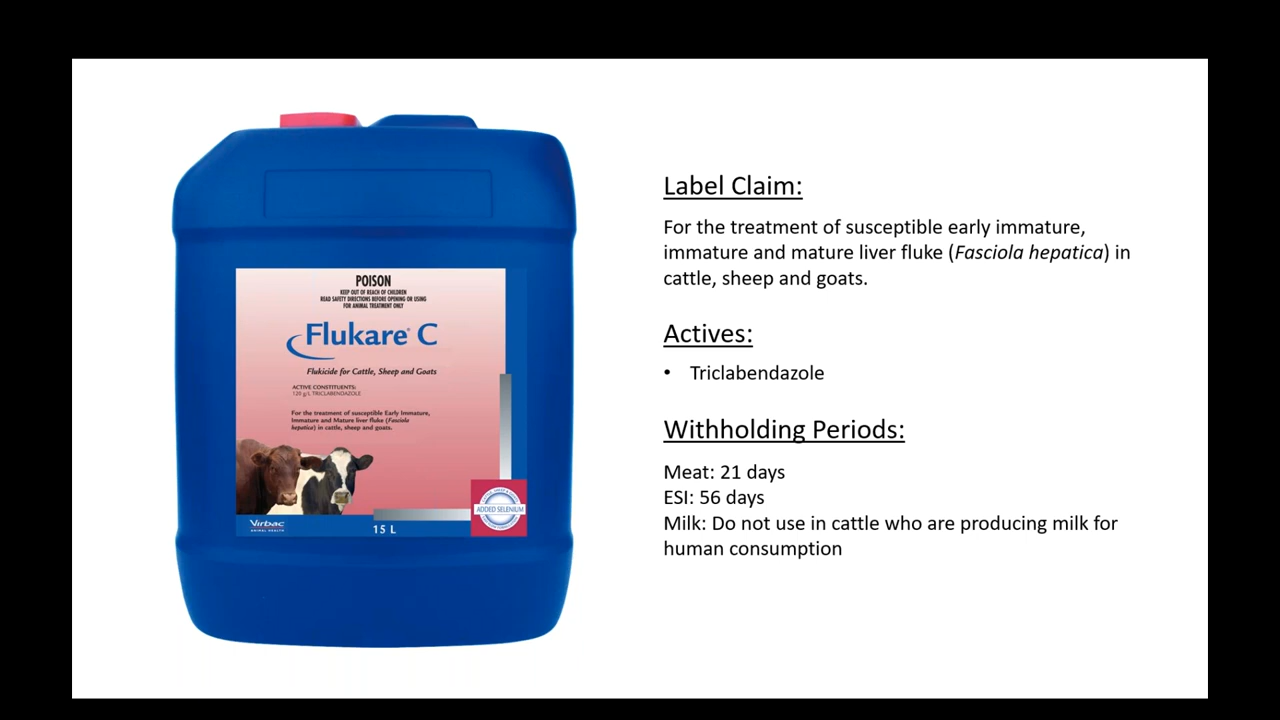 POISON
KEEP OUT OF REACH OF CHILDREN
READ SAFETY DIRECTIONS BEFORE OPENING OR USING
FOR ANIMAL TREATMENT ONLY
Flukare® C
Flukicide for Cattle, Sheep and Goats
ACTIVE CONSTITUENTS:
120 g/L TRICLABENDAZOLE
For the treatment of susceptible Early Immature,
Immature and Mature liver fluke (Fasciola
hepatica) in cattle, sheep and goats.
ADDED SELENIUM
Virbac
ANIMAL HEALTH
15 L
Label Claim:
For the treatment of susceptible early immature,
immature and mature liver fluke (Fasciola hepatica) in
cattle, sheep and goats.
Actives:
• Triclabendazole
Withholding Periods:
Meat: 21 days
ESI: 56 days
Milk: Do not use in cattle who are producing milk for
human consumption